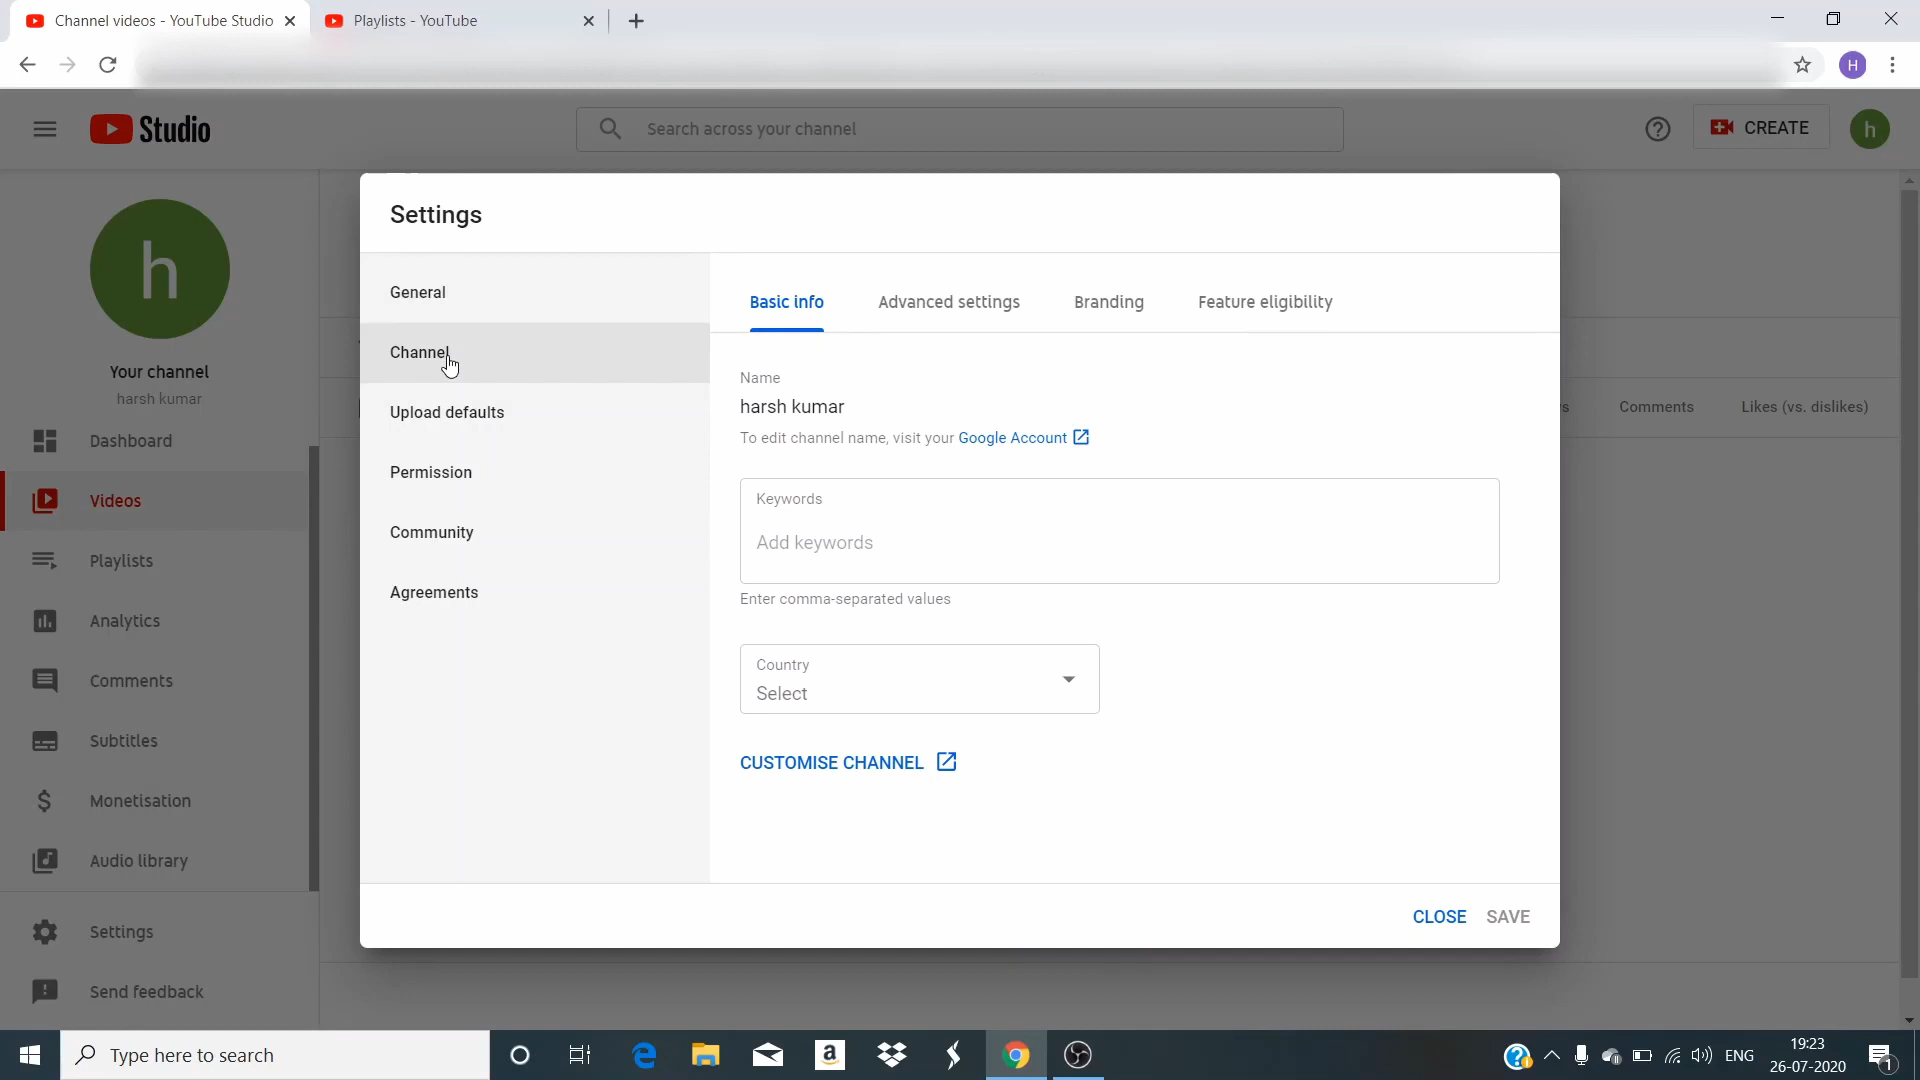 Channel videos - YouTube Studio
Playlists - YouTube
H
Studio
Search across your channel
CREATE
h
h
Your channel
harsh kumar
Dashboard
Videos
Playlists
Analytics
Comments
Subtitles
Monetisation
Audio library
Settings
Send feedback
Settings
General
Channel
Upload defaults
Permission
Community
Agreements
Basic info
Advanced settings
Branding
Feature eligibility
Name
harsh kumar
To edit channel name, visit your Google Account
Keywords
Add keywords
Enter comma-separated values
Country
Select
CUSTOMISE CHANNEL
CLOSE
SAVE
Comments
Likes (vs. dislikes)
Type here to search
ENG
19:23
26-07-2020
1